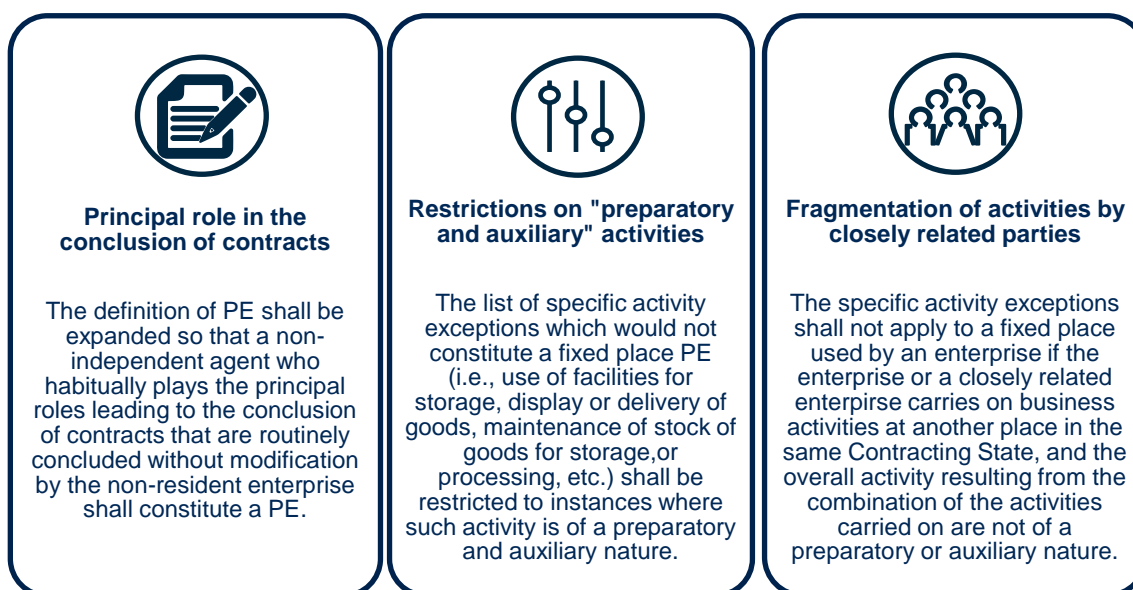 Principal role in the
conclusion of contracts
The definition of PE shall be
expanded so that a non-
independent agent who
habitually plays the principal
roles leading to the conclusion
of contracts that are routinely
concluded without modification
by the non-resident enterprise
shall constitute a PE.
Restrictions on "preparatory
and auxiliary" activities
The list of specific activity
exceptions which would not
constitute a fixed place PE
(i.e., use of facilities for
storage, display or delivery of
goods, maintenance of stock of
goods for storage,or
processing, etc.) shall be
restricted to instances where
such activity is of a preparatory
and auxiliary nature.
Fragmentation of activities by
closely related parties
The specific activity exceptions
shall not apply to a fixed place
used by an enterprise if the
enterprise or a closely related
enterpirse carries on business
activities at another place in the
same Contracting State, and the
overall activity resulting from the
combination of the activities
carried on are not of a
preparatory or auxiliary nature.